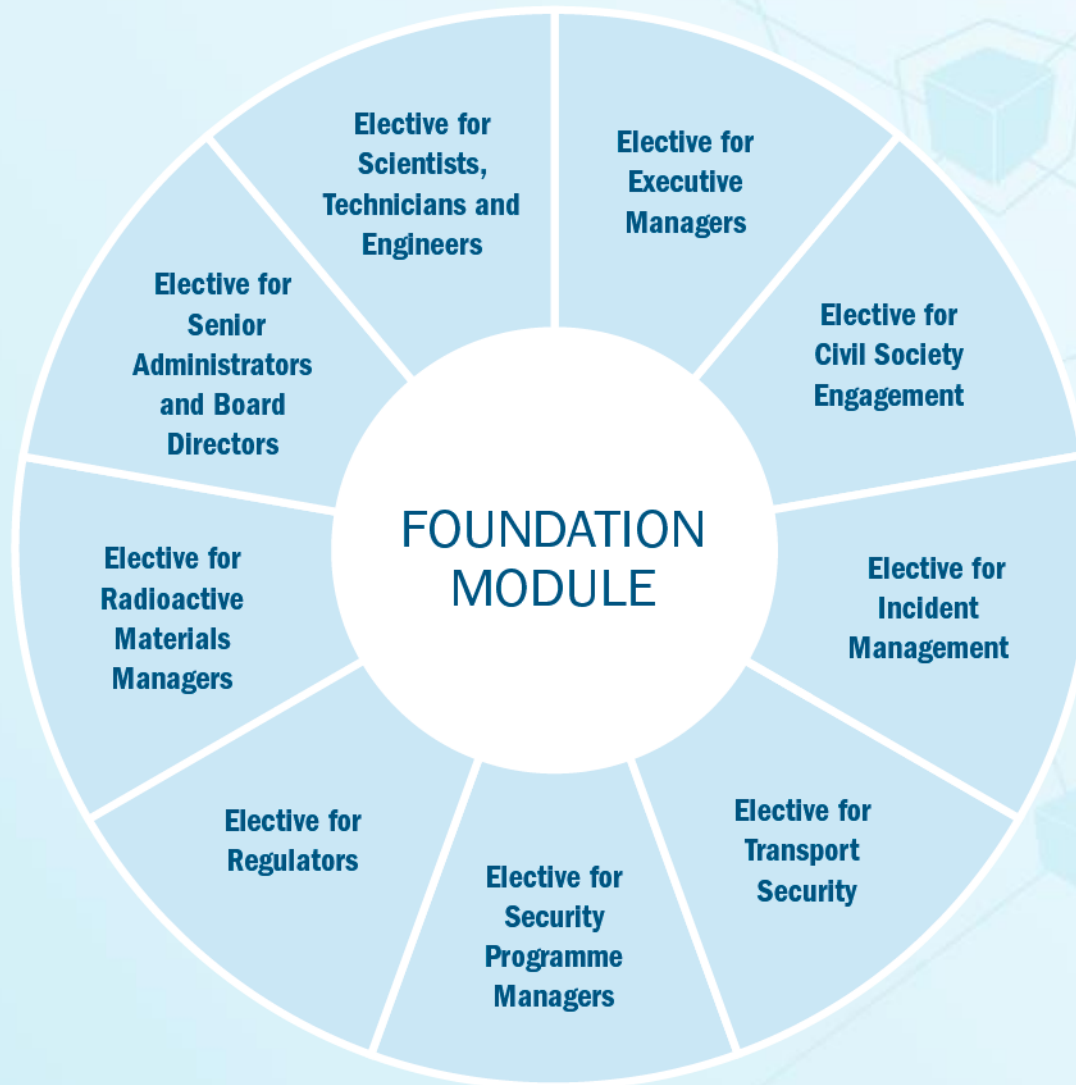 Elective for
Scientists,
Technicians and
Engineers
Elective for
Executive
Managers
Elective for
Civil Society
Engagement
Elective for
Incident
Management
Elective for
Transport
Security
Elective for
Security
Programme
Managers
Elective for
Regulators
Elective for
Radioactive
Materials
Managers
Elective for
Senior
Administrators
and Board
Directors
FOUNDATION
MODULE